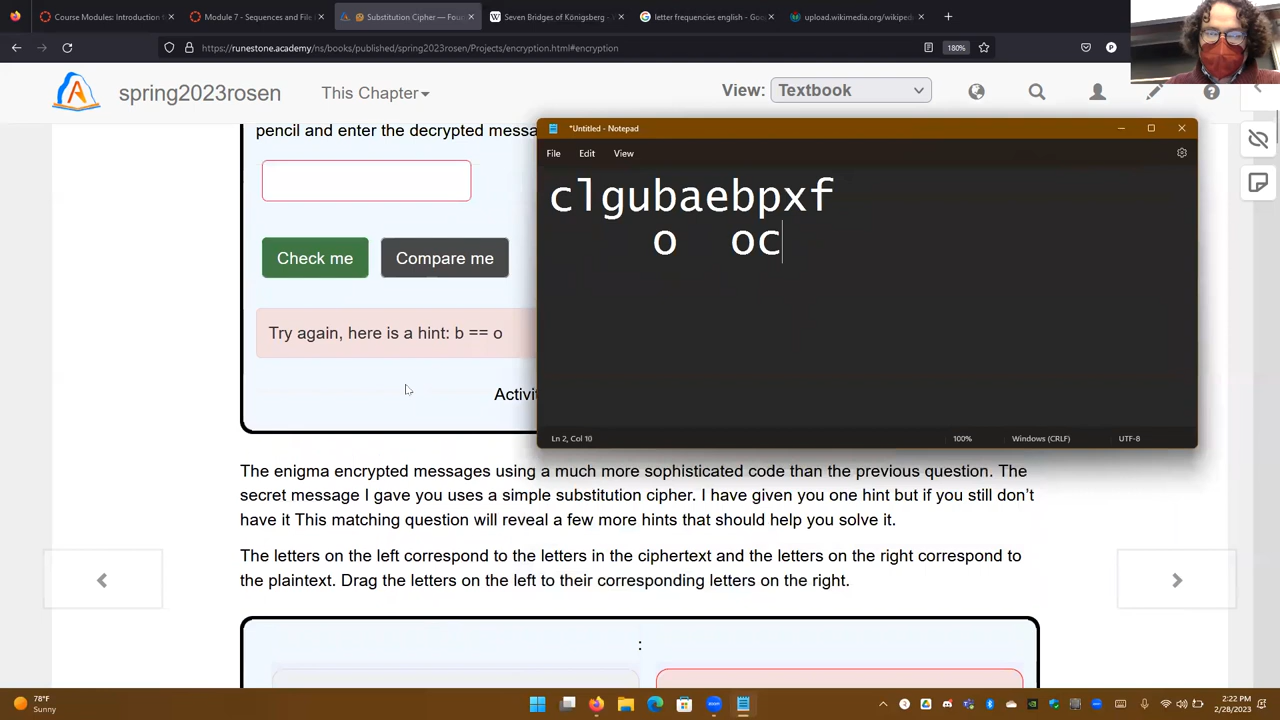 Course Modules: Introduction t
Module 7 - Sequences and File
Substitution Cipher — Fou
Seven Bridges of Königsberg -
letter frequencies english - Goo
upload.wikimedia.org/wikiped
https://runestone.academy/ns/books/published/spring2023rosen/Projects/encryption.html#encryption
180%
spring2023rosen
This Chapter
View:
Textbook
pencil and enter the decrypted messa
*Untitled - Notepad
File Edit View
clgubaebpxf
o oc
Check me
Compare me
Try again, here is a hint: b == o
Activi
Ln 2, Col 10
100%
Windows (CRLF)
UTF-8
The enigma encrypted messages using a much more sophisticated code than the previous question. The
secret message I gave you uses a simple substitution cipher. I have given you one hint but if you still don’t
have it This matching question will reveal a few more hints that should help you solve it.
The letters on the left correspond to the letters in the ciphertext and the letters on the right correspond to
the plaintext. Drag the letters on the left to their corresponding letters on the right.
:
78°F
Sunny
2:22 PM
2/28/2023